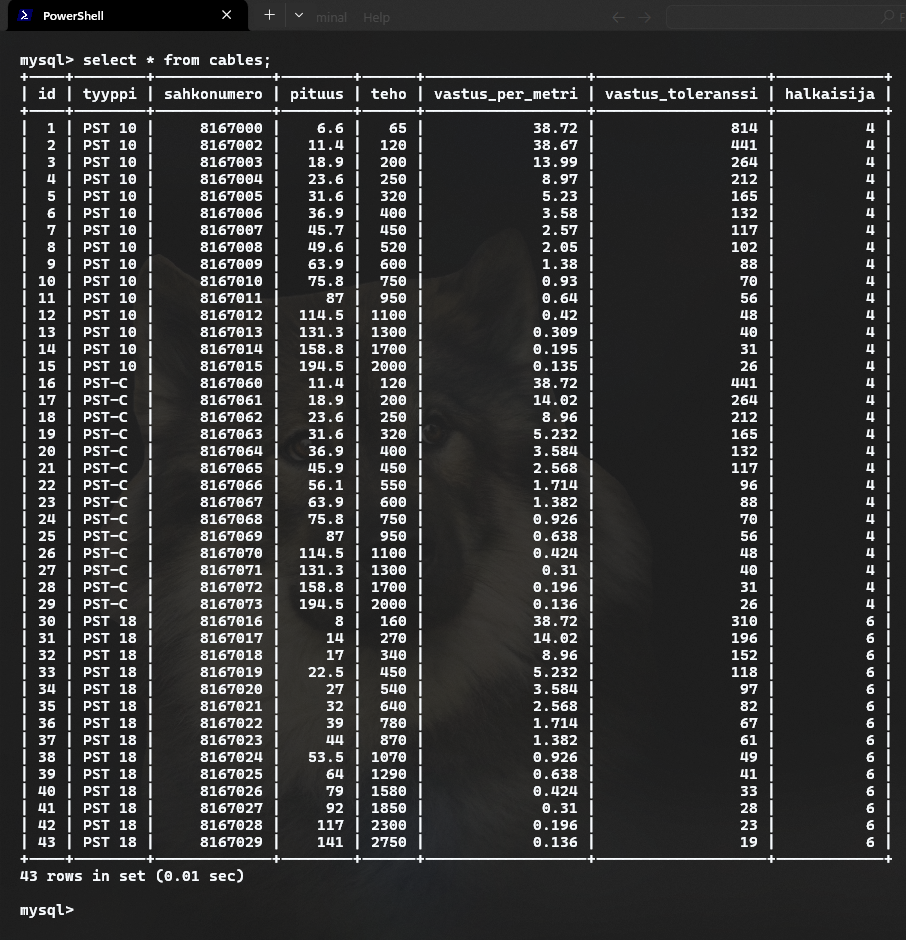 PowerShell
minal Help
mysql> select * from cables;
| id | tyyppi | sahkonumero | pituus | teho | vastus_per_metri | vastus_toleranssi | halkaisija |
| 1 | PST 10 | 8167000 | 6.6 | 65 | 38.72 | 814 | 4 |
| 2 | PST 10 | 8167002 | 11.4 | 120 | 38.67 | 441 | 4 |
| 3 | PST 10 | 8167003 | 18.9 | 200 | 13.99 | 264 | 4 |
| 4 | PST 10 | 8167004 | 23.6 | 250 | 8.97 | 212 | 4 |
| 5 | PST 10 | 8167005 | 31.6 | 320 | 5.23 | 165 | 4 |
| 6 | PST 10 | 8167006 | 36.9 | 400 | 3.58 | 132 | 4 |
| 7 | PST 10 | 8167007 | 45.7 | 450 | 2.57 | 117 | 4 |
| 8 | PST 10 | 8167008 | 49.6 | 520 | 2.05 | 102 | 4 |
| 9 | PST 10 | 8167009 | 63.9 | 600 | 1.38 | 88 | 4 |
| 10 | PST 10 | 8167010 | 75.8 | 750 | 0.93 | 70 | 4 |
| 11 | PST 10 | 8167011 | 87 | 950 | 0.64 | 56 | 4 |
| 12 | PST 10 | 8167012 | 114.5 | 1100 | 0.42 | 48 | 4 |
| 13 | PST 10 | 8167013 | 131.3 | 1300 | 0.309 | 40 | 4 |
| 14 | PST 10 | 8167014 | 158.8 | 1700 | 0.195 | 31 | 4 |
| 15 | PST 10 | 8167015 | 194.5 | 2000 | 0.135 | 26 | 4 |
| 16 | PST-C | 8167060 | 11.4 | 120 | 38.72 | 441 | 4 |
| 17 | PST-C | 8167061 | 18.9 | 200 | 14.02 | 264 | 4 |
| 18 | PST-C | 8167062 | 23.6 | 250 | 8.96 | 212 | 4 |
| 19 | PST-C | 8167063 | 31.6 | 320 | 5.232 | 165 | 4 |
| 20 | PST-C | 8167064 | 36.9 | 400 | 3.584 | 132 | 4 |
| 21 | PST-C | 8167065 | 45.9 | 450 | 2.568 | 117 | 4 |
| 22 | PST-C | 8167066 | 56.1 | 550 | 1.714 | 96 | 4 |
| 23 | PST-C | 8167067 | 63.9 | 600 | 1.382 | 88 | 4 |
| 24 | PST-C | 8167068 | 75.8 | 750 | 0.926 | 70 | 4 |
| 25 | PST-C | 8167069 | 87 | 950 | 0.638 | 56 | 4 |
| 26 | PST-C | 8167070 | 114.5 | 1100 | 0.424 | 48 | 4 |
| 27 | PST-C | 8167071 | 131.3 | 1300 | 0.31 | 40 | 4 |
| 28 | PST-C | 8167072 | 158.8 | 1700 | 0.196 | 31 | 4 |
| 29 | PST-C | 8167073 | 194.5 | 2000 | 0.136 | 26 | 4 |
| 30 | PST 18 | 8167016 | 8 | 160 | 38.72 | 310 | 6 |
| 31 | PST 18 | 8167017 | 14 | 270 | 14.02 | 196 | 6 |
| 32 | PST 18 | 8167018 | 17 | 340 | 8.96 | 152 | 6 |
| 33 | PST 18 | 8167019 | 22.5 | 450 | 5.232 | 118 | 6 |
| 34 | PST 18 | 8167020 | 27 | 540 | 3.584 | 97 | 6 |
| 35 | PST 18 | 8167021 | 32 | 640 | 2.568 | 82 | 6 |
| 36 | PST 18 | 8167022 | 39 | 780 | 1.714 | 67 | 6 |
| 37 | PST 18 | 8167023 | 44 | 870 | 1.382 | 61 | 6 |
| 38 | PST 18 | 8167024 | 53.5 | 1070 | 0.926 | 49 | 6 |
| 39 | PST 18 | 8167025 | 64 | 1290 | 0.638 | 41 | 6 |
| 40 | PST 18 | 8167026 | 79 | 1580 | 0.424 | 33 | 6 |
| 41 | PST 18 | 8167027 | 92 | 1850 | 0.31 | 28 | 6 |
| 42 | PST 18 | 8167028 | 117 | 2300 | 0.196 | 23 | 6 |
| 43 | PST 18 | 8167029 | 141 | 2750 | 0.136 | 19 | 6 |
43 rows in set (0.01 sec)
mysql>